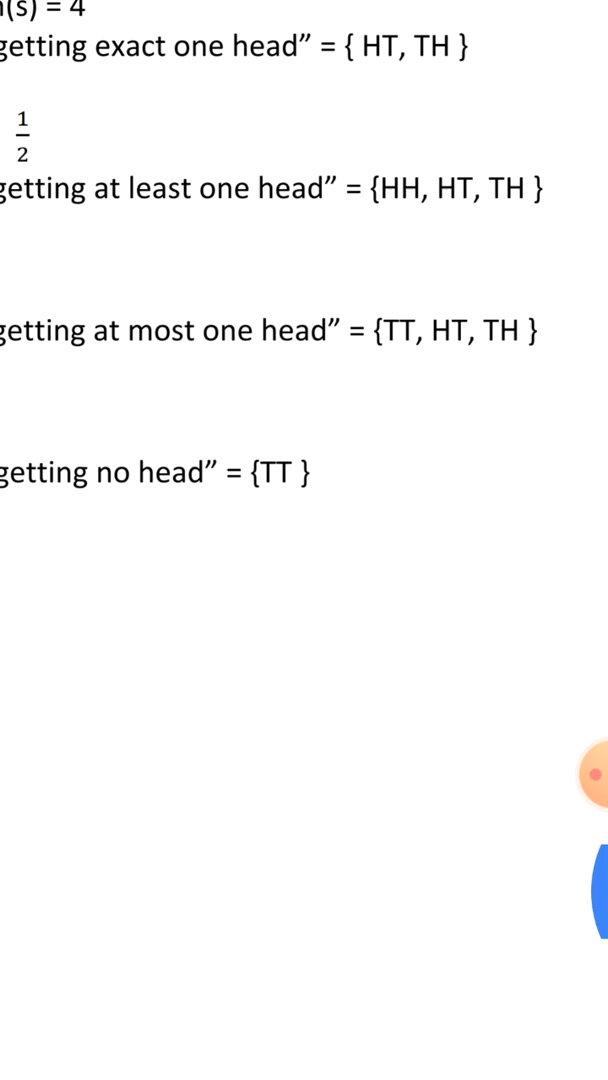 n(s) = 4
getting exact one head” = { HT, TH }
1
2
getting at least one head” = {HH, HT, TH }
getting at most one head” = {TT, HT, TH }
getting no head” = {TT }